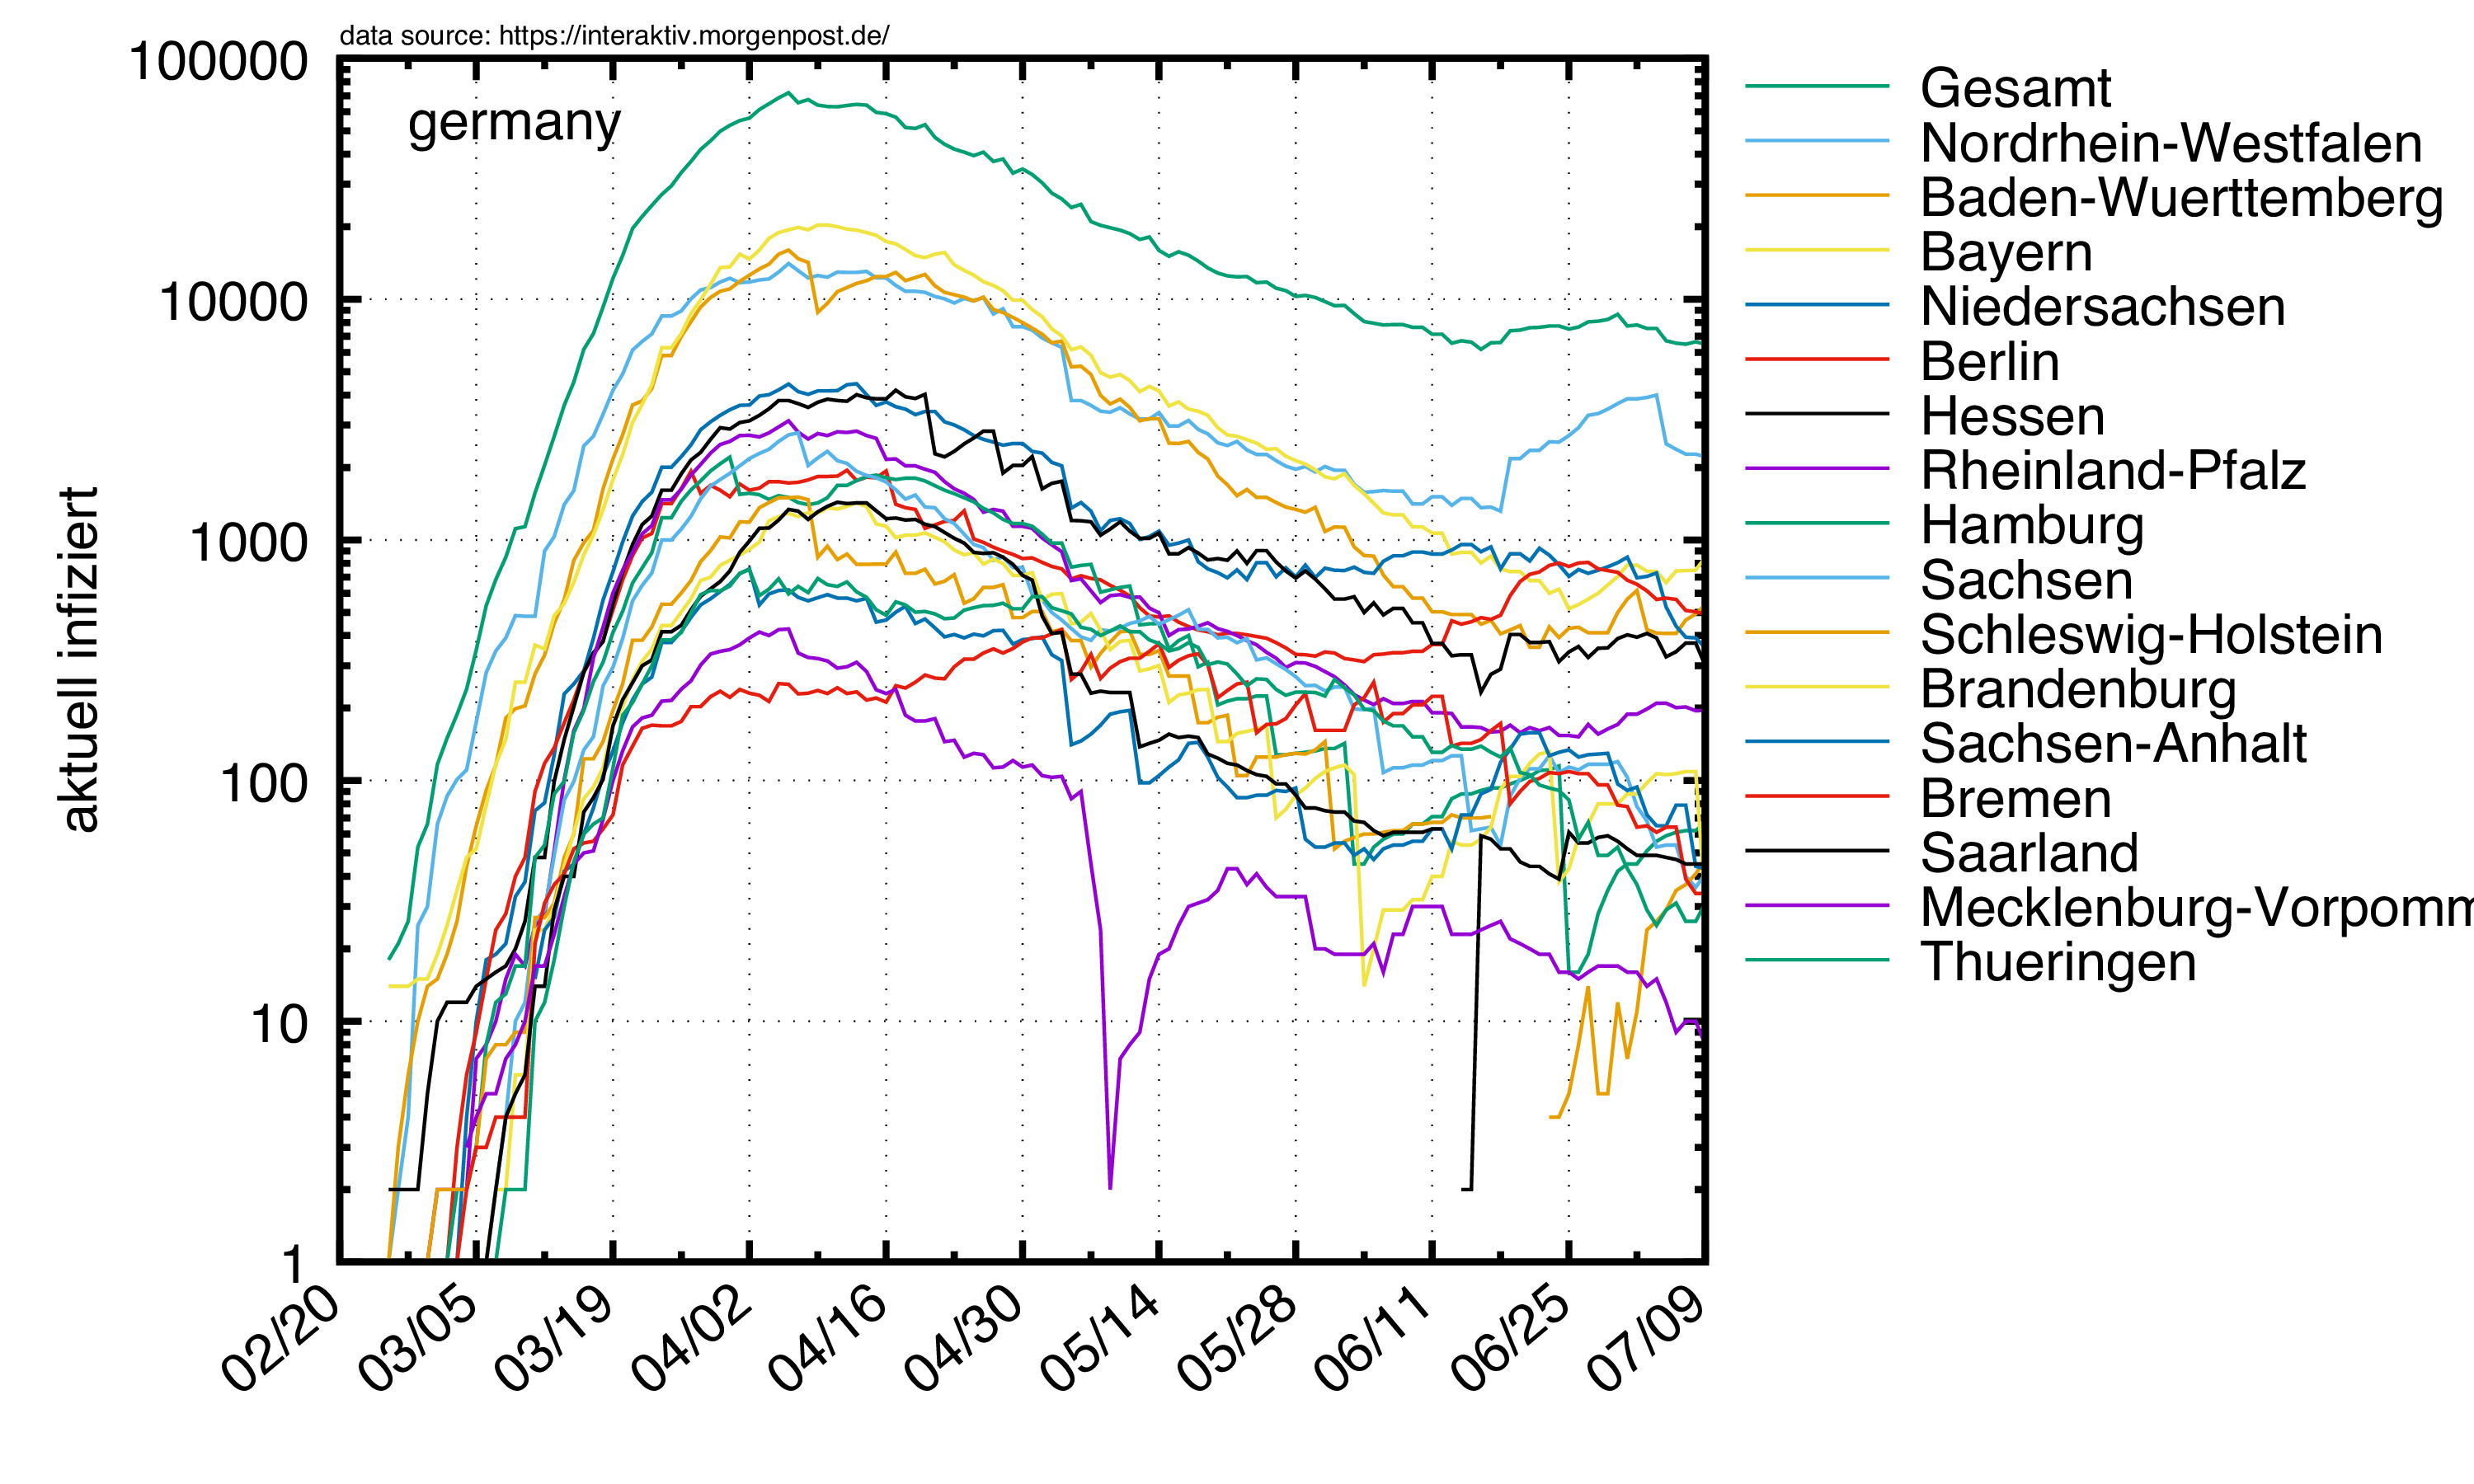 data source: https://interaktiv.morgenpost.de/
100000
germany
10000
1000
100
10
1
aktuell infiziert
02/20
03/05
03/19
04/02
04/16
04/30
05/14
05/28
06/11
06/25
07/09
Gesamt
Nordrhein-Westfalen
Baden-Wuerttemberg
Bayern
Niedersachsen
Berlin
Hessen
Rheinland-Pfalz
Hamburg
Sachsen
Schleswig-Holstein
Brandenburg
Sachsen-Anhalt
Bremen
Saarland
Mecklenburg-Vorpomm
Thueringen